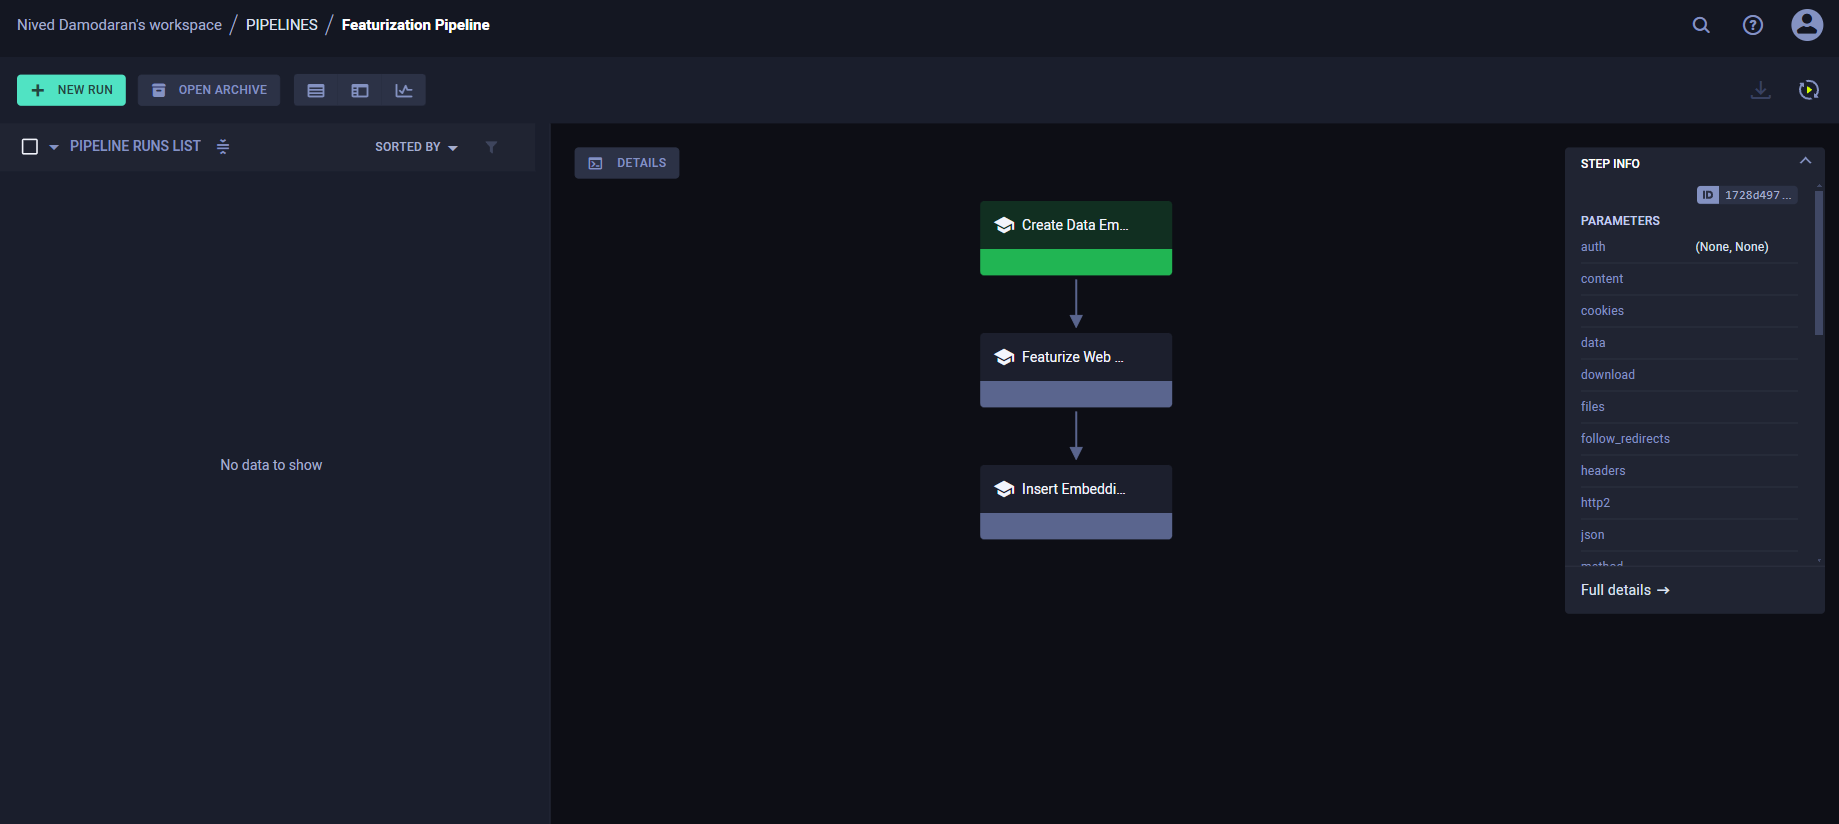 Nived Damodaran's workspace / PIPELINES / Featurization Pipeline
NEW RUN
OPEN ARCHIVE
PIPELINE RUNS LIST
SORTED BY
No data to show
DETAILS
Create Data Em...
Featurize Web ...
Insert Embeddi...
STEP INFO
ID 1728d497 ...
PARAMETERS
auth (None, None)
content
cookies
data
download
files
follow_redirects
headers
http2
json
method
Full details →